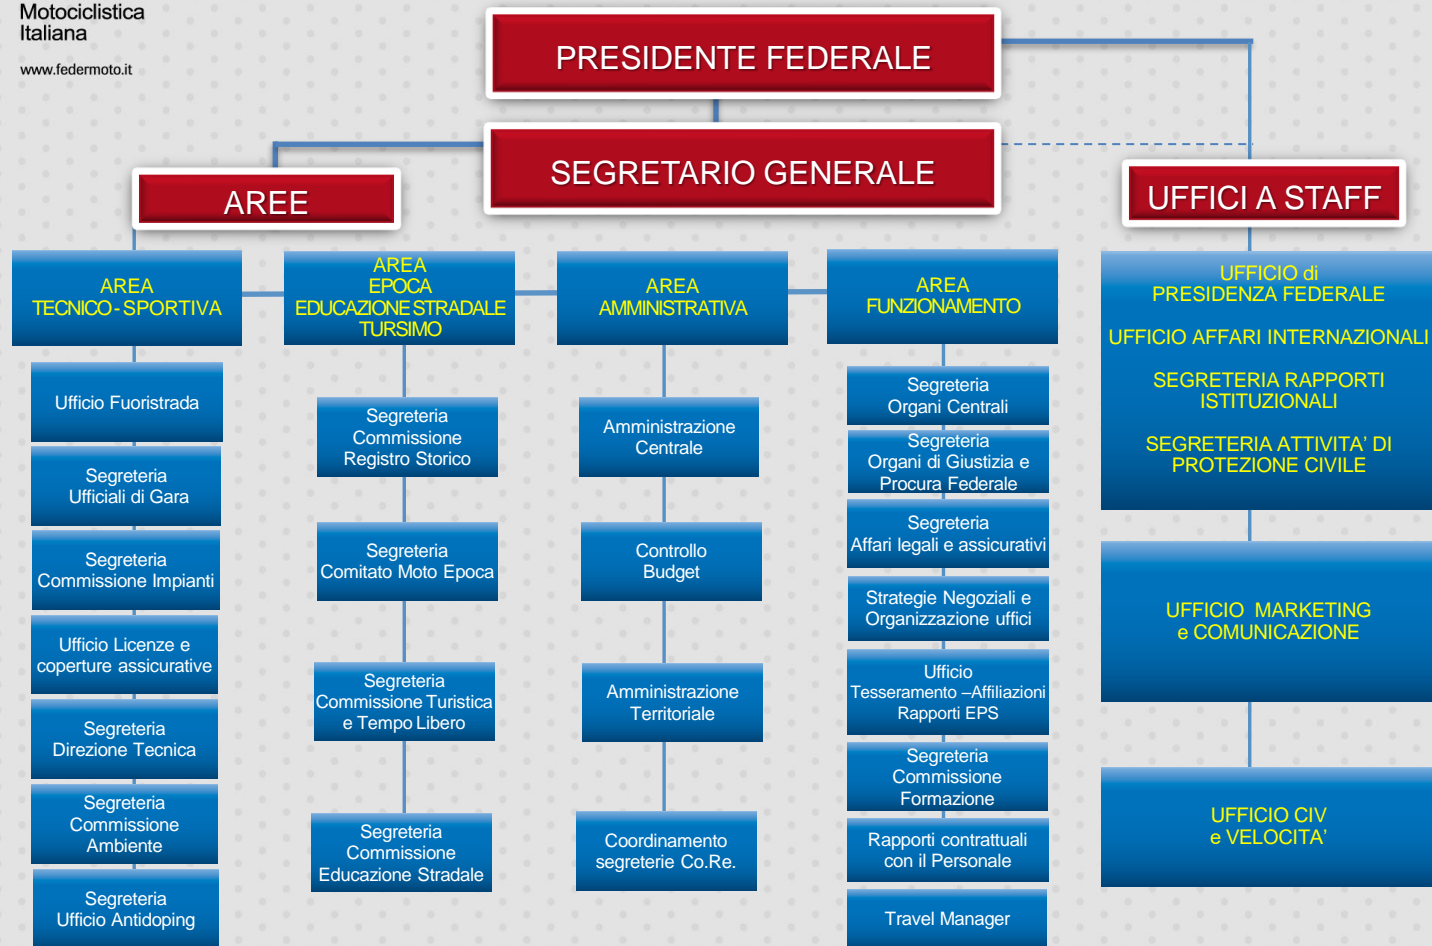 Motociclistica
Italiana
www.federmoto.it
PRESIDENTE FEDERALE
SEGRETARIO GENERALE
AREE
UFFICI A STAFF
AREA
TECNICO-SPORTIVA
Ufficio Fuoristrada
Segreteria
Ufficiali di Gara
Segreteria
Commissione Impianti
Ufficio Licenze e
coperture assicurative
Segreteria
Direzione Tecnica
Segreteria
Commissione
Ambiente
Segreteria
Ufficio Antidoping
AREA
EPOCA
EDUCAZIONE STRADALE
TURSIMO
Segreteria
Commissione
Registro Storico
Segreteria
Comitato Moto Epoca
Segreteria
Commissione Turistica
e Tempo Libero
Segreteria
Commissione
Educazione Stradale
AREA
AMMINISTRATIVA
Amministrazione
Centrale
Controllo
Budget
Amministrazione
Territoriale
Coordinamento
segreterie Co.Re.
AREA
FUNZIONAMENTO
Segreteria
Organi Centrali
Segreteria
Organi di Giustizia e
Procura Federale
Segreteria
Affari legali e assicurativi
Strategie Negoziali e
Organizzazione uffici
Ufficio
Tesseramento –Affiliazioni
Rapporti EPS
Segreteria
Commissione
Formazione
Rapporti contrattuali
con il Personale
Travel Manager
UFFICIO di
PRESIDENZA FEDERALE
UFFICIO AFFARI INTERNAZIONALI
SEGRETERIA RAPPORTI
ISTITUZIONALI
SEGRETERIA ATTIVITA’ DI
PROTEZIONE CIVILE
UFFICIO MARKETING
e COMUNICAZIONE
UFFICIO CIV
e VELOCITA’